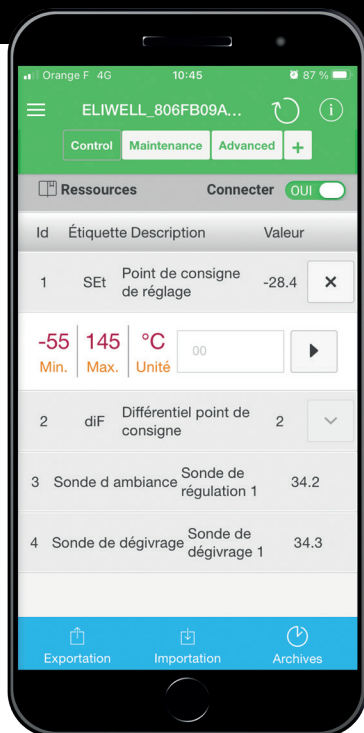 Orange F 4G 10:45 87 %
ELIWELL_806FB09A... i
Control Maintenance Advanced +
Ressources Connecter OUI
Id Étiquette Description Valeur
1 SEt Point de consigne de réglage -28.4 ×
-55 145 °C 00
Min. Max. Unité
2 diF Différentiel point de consigne 2
3 Sonde d ambiance Sonde de régulation 1 34.2
4 Sonde de dégivrage Sonde de dégivrage 1 34.3
Exportation Importation Archives